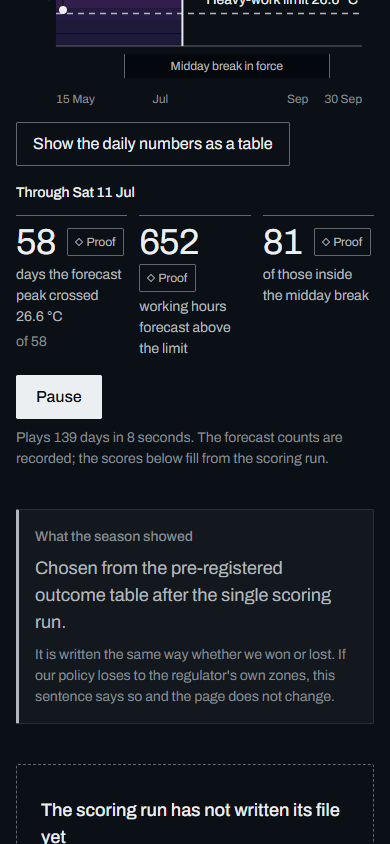 Heavy-work limit 26.6 °C
Midday break in force
15 May Jul Sep 30 Sep
Show the daily numbers as a table
Through Sat 11 Jul
58 ◇ Proof
days the forecast
peak crossed
26.6 °C
of 58
652
◇ Proof
working hours
forecast above
the limit
81 ◇ Proof
of those inside
the midday break
Pause
Plays 139 days in 8 seconds. The forecast counts are
recorded; the scores below fill from the scoring run.
What the season showed
Chosen from the pre-registered
outcome table after the single scoring
run.
It is written the same way whether we won or lost. If
our policy loses to the regulator's own zones, this
sentence says so and the page does not change.
The scoring run has not written its file
yet